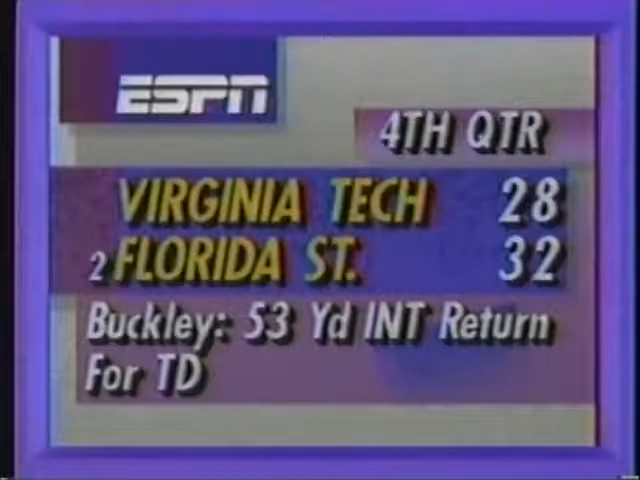 ESPN
4TH QTR
VIRGINIA TECH 28
2 FLORIDA ST. 32
Buckley: 53 Yd INT Return
For TD